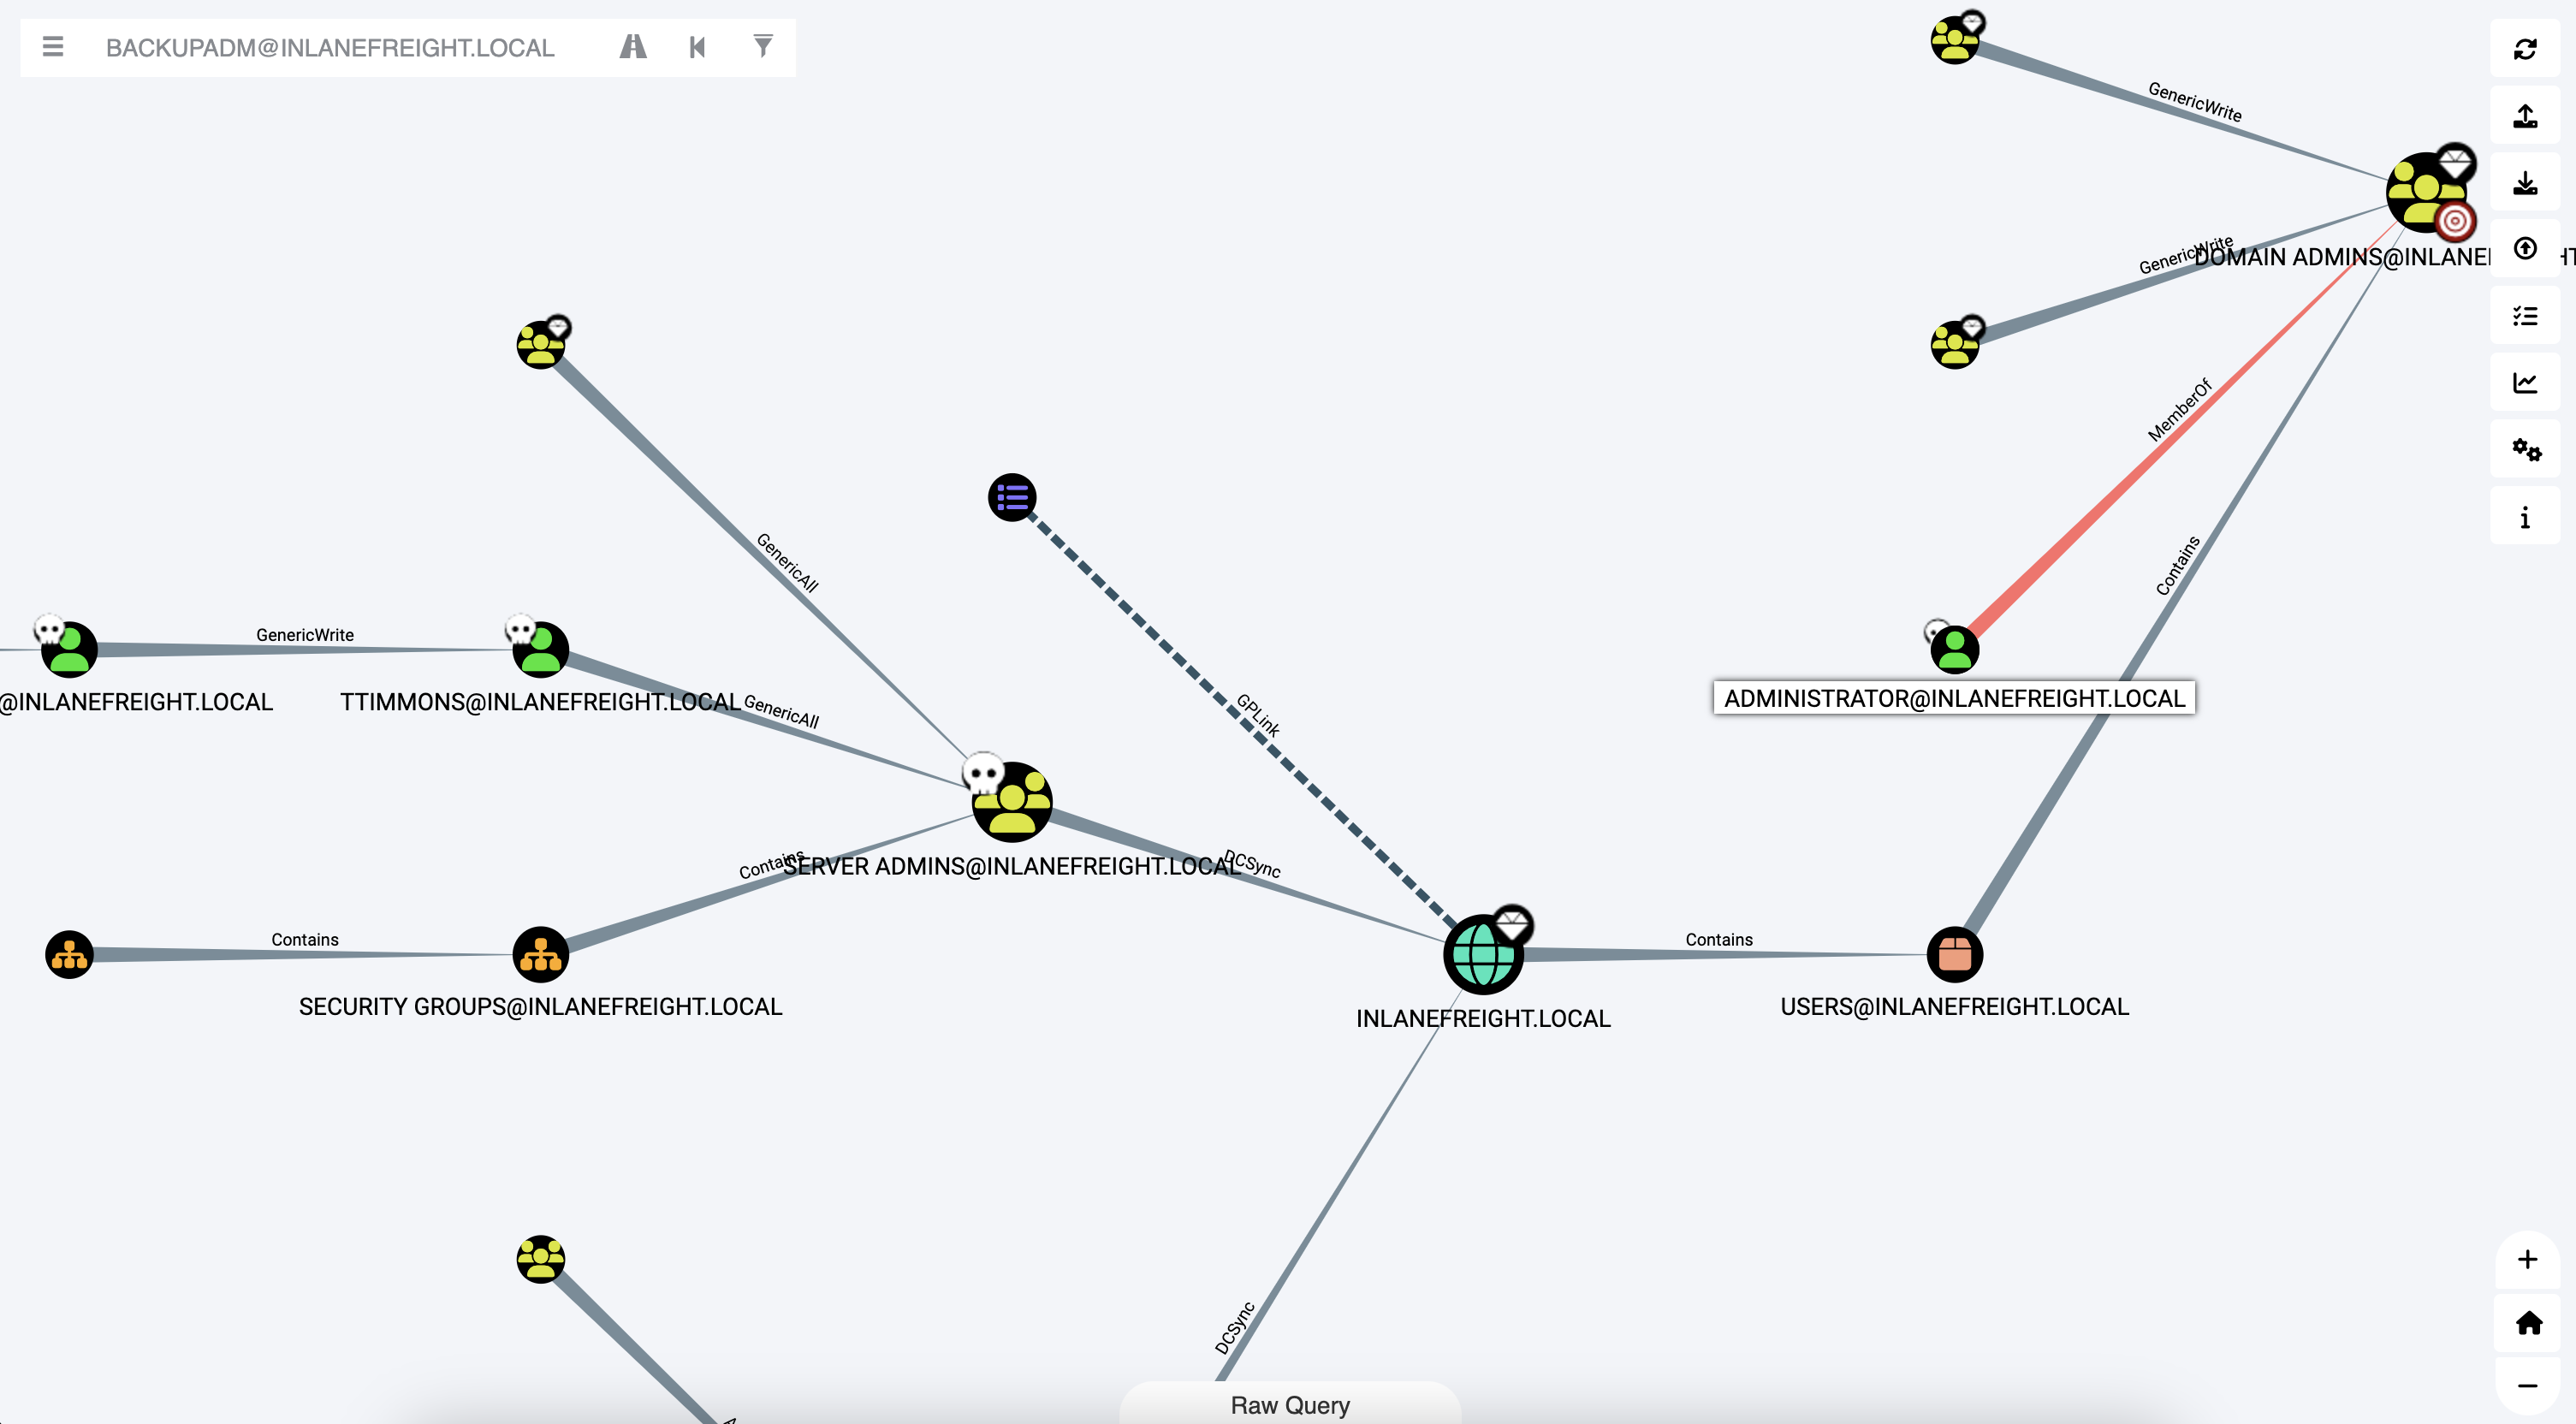 BACKUPADM@INLANEFREIGHT.LOCAL
GenericWrite
GenericWrite
DOMAIN ADMINS@INLANE
HT
MemberOf
GenericAll
Contains
GenericWrite
@INLANEFREIGHT.LOCAL
TTIMMONS@INLANEFREIGHT.LOCAL
GenericAll
GPLink
ADMINISTRATOR@INLANEFREIGHT.LOCAL
Contains
SERVER ADMINS@INLANEFREIGHT.LOCAL
DCSync
Contains
Contains
SECURITY GROUPS@INLANEFREIGHT.LOCAL
INLANEFREIGHT.LOCAL
USERS@INLANEFREIGHT.LOCAL
DCSync
Raw Query